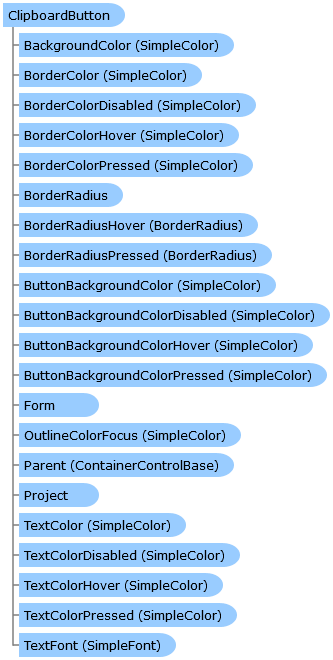 ClipboardButton
BackgroundColor (SimpleColor)
BorderColor (SimpleColor)
BorderColorDisabled (SimpleColor)
BorderColorHover (SimpleColor)
BorderColorPressed (SimpleColor)
BorderRadius
BorderRadiusHover (BorderRadius)
BorderRadiusPressed (BorderRadius)
ButtonBackgroundColor (SimpleColor)
ButtonBackgroundColorDisabled (SimpleColor)
ButtonBackgroundColorHover (SimpleColor)
ButtonBackgroundColorPressed (SimpleColor)
Form
OutlineColorFocus (SimpleColor)
Parent (ContainerControlBase)
Project
TextColor (SimpleColor)
TextColorDisabled (SimpleColor)
TextColorHover (SimpleColor)
TextColorPressed (SimpleColor)
TextFont (SimpleFont)